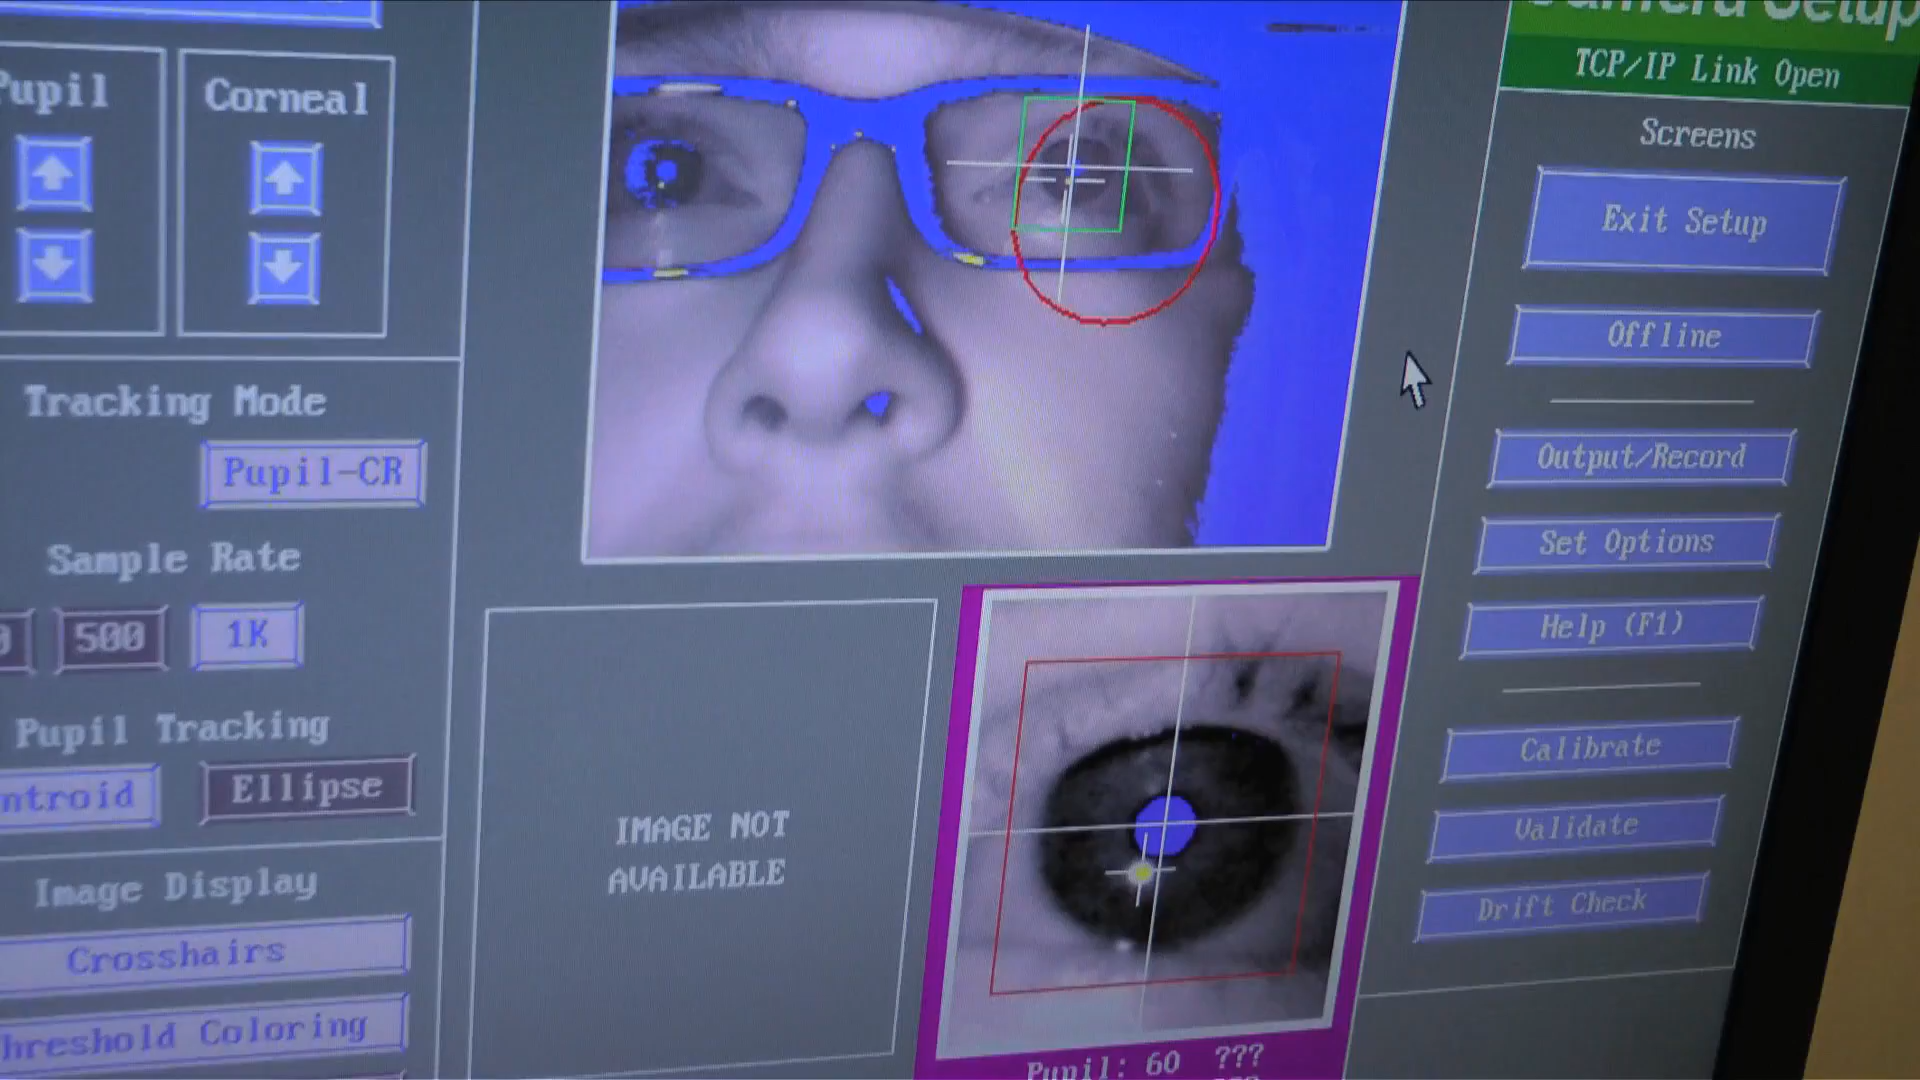 Pupil
Corneal
Tracking Mode
Pupil-CR
Sample Rate
500
1K
Pupil Tracking
ntroid
Ellipse
Image Display
Crosshairs
hreshold Coloring
IMAGE NOT
AVAILABLE
Pupil: 60 ???
Camera Setup
TCP/IP Link Open
Screens
Exit Setup
Offline
Output/Record
Set Options
Help (F1)
Calibrate
Validate
Drift Check